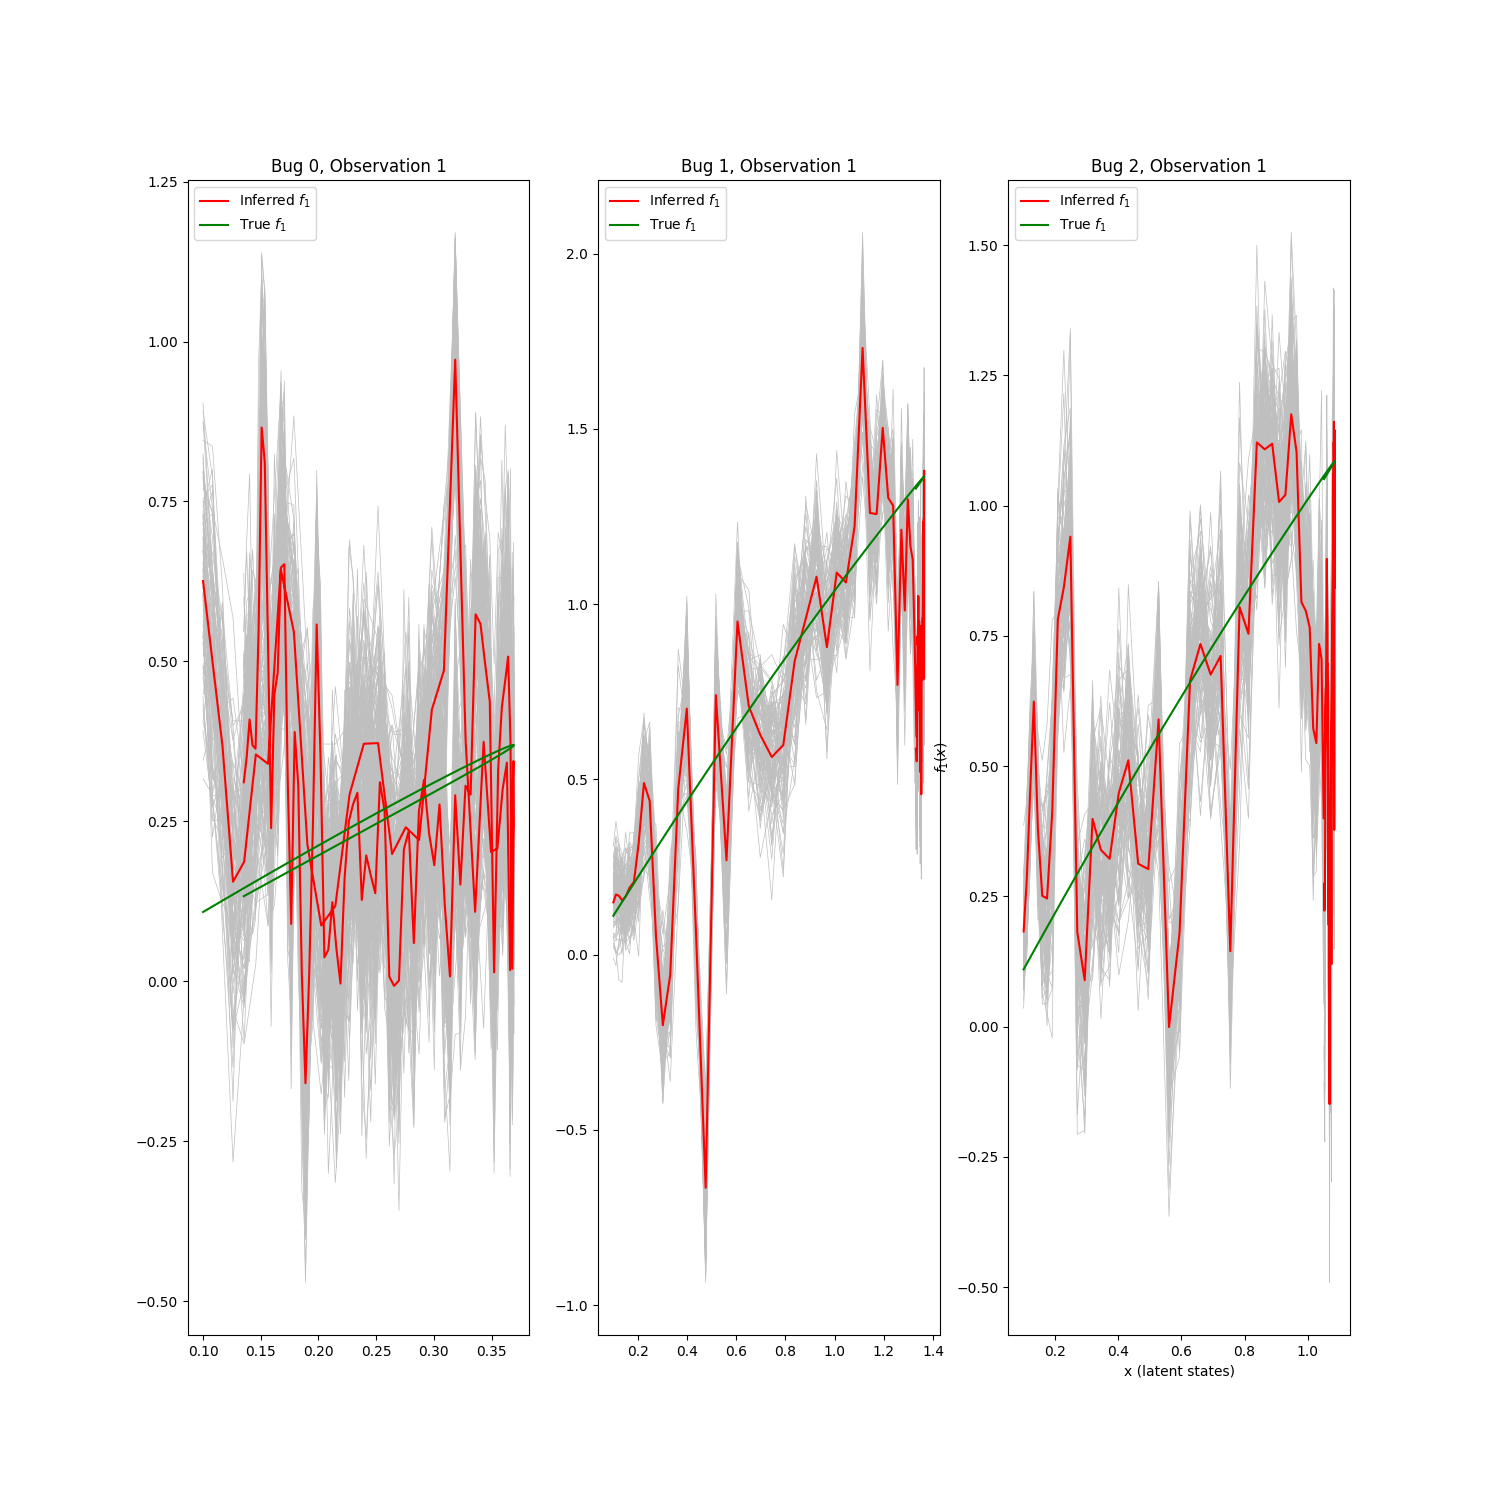 Bug 0, Observation 1
Inferred f₁
True f₁
1.25
1.00
0.75
0.50
0.25
0.00
−0.25
−0.50
0.10 0.15 0.20 0.25 0.30 0.35
Bug 1, Observation 1
Inferred f₁
True f₁
2.0
1.5
1.0
0.5
0.0
−0.5
−1.0
0.2 0.4 0.6 0.8 1.0 1.2 1.4
Bug 2, Observation 1
Inferred f₁
True f₁
f₁(x)
1.50
1.25
1.00
0.75
0.50
0.25
0.00
−0.25
−0.50
0.2 0.4 0.6 0.8 1.0
x (latent states)